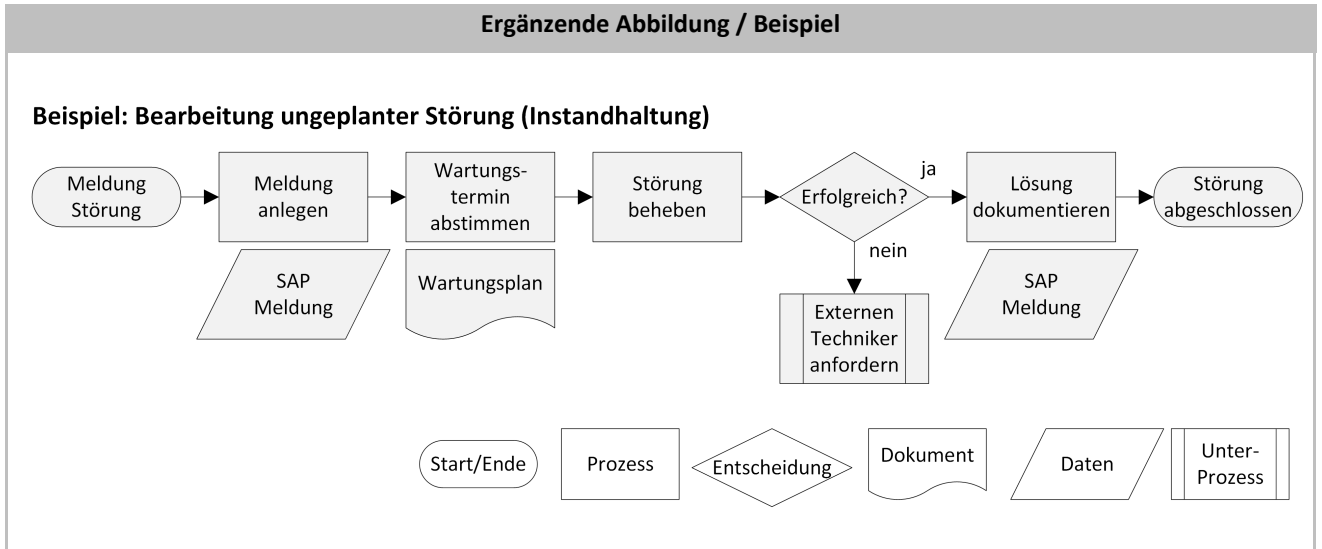 Ergänzende Abbildung / Beispiel
Beispiel: Bearbeitung ungeplanter Störung (Instandhaltung)
Meldung
Störung
Meldung
anlegen
Wartungs-
termin
abstimmen
Störung
beheben
Erfolgreich?
ja
Lösung
dokumentieren
Störung
abgeschlossen
nein
SAP
Meldung
Wartungsplan
Externen
Techniker
anfordern
SAP
Meldung
Start/Ende
Prozess
Entscheidung
Dokument
Daten
Unter-
Prozess